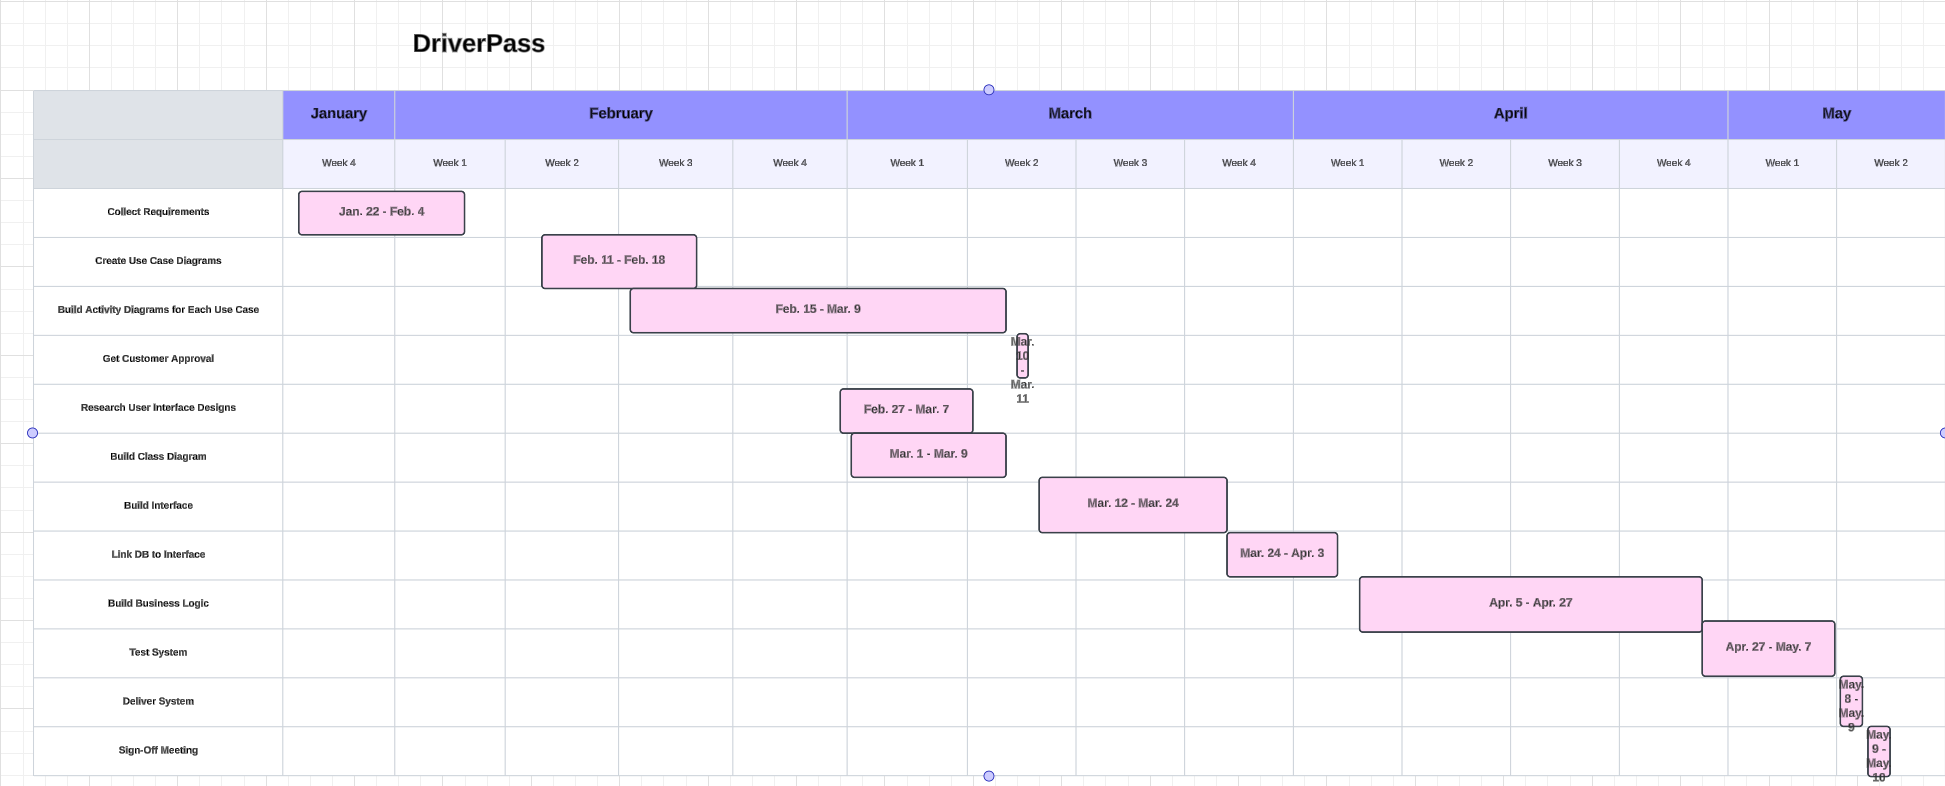 DriverPass
January February March April May
Week 4 Week 1 Week 2 Week 3 Week 4 Week 1 Week 2 Week 3 Week 4 Week 1 Week 2 Week 3 Week 4 Week 1 Week 2
Collect Requirements Jan. 22 - Feb. 4
Create Use Case Diagrams Feb. 11 - Feb. 18
Build Activity Diagrams for Each Use Case Feb. 15 - Mar. 9
Get Customer Approval
Mar.
10
-
Mar.
11
Research User Interface Designs Feb. 27 - Mar. 7
Build Class Diagram Mar. 1 - Mar. 9
Build Interface Mar. 12 - Mar. 24
Link DB to Interface Mar. 24 - Apr. 3
Build Business Logic Apr. 5 - Apr. 27
Test System Apr. 27 - May. 7
Deliver System
May.
8 -
May.
9
Sign-Off Meeting
May.
9 -
May.
10